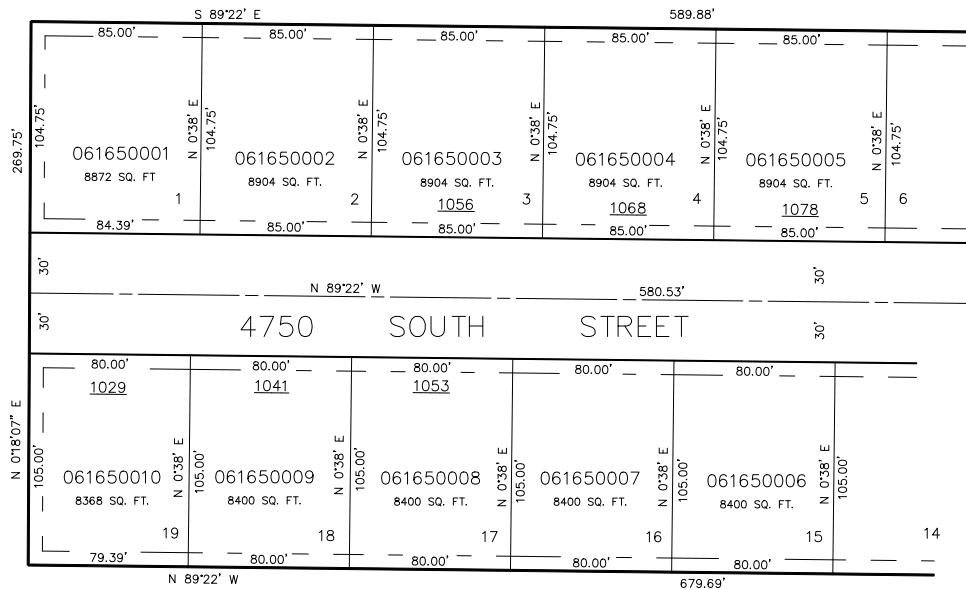 S 89°22' E 589.88'
85.00' 85.00' 85.00' 85.00' 85.00'
269.75' 104.75' N 0°38' E 104.75' N 0°38' E 104.75' N 0°38' E 104.75' N 0°38' E 104.75' N 0°38' E 104.75'
061650001 061650002 061650003 061650004 061650005
8872 SQ. FT 8904 SQ. FT. 8904 SQ. FT. 8904 SQ. FT. 8904 SQ. FT.
1 2 3 4 5 6
1056 1068 1078
84.39' 85.00' 85.00' 85.00' 85.00'
30' 30'
N 89°22' W 580.53'
30' 4750 SOUTH STREET 30'
80.00' 80.00' 80.00' 80.00' 80.00'
1029 1041 1053
N 0°18'07" E 105.00' N 0°38' E 105.00' N 0°38' E 105.00' N 0°38' E 105.00' N 0°38' E 105.00' N 0°38' E 105.00'
061650010 061650009 061650008 061650007 061650006
8368 SQ. FT. 8400 SQ. FT. 8400 SQ. FT. 8400 SQ. FT. 8400 SQ. FT.
19 18 17 16 15 14
79.39' 80.00' 80.00' 80.00' 80.00'
N 89°22' W 679.69'